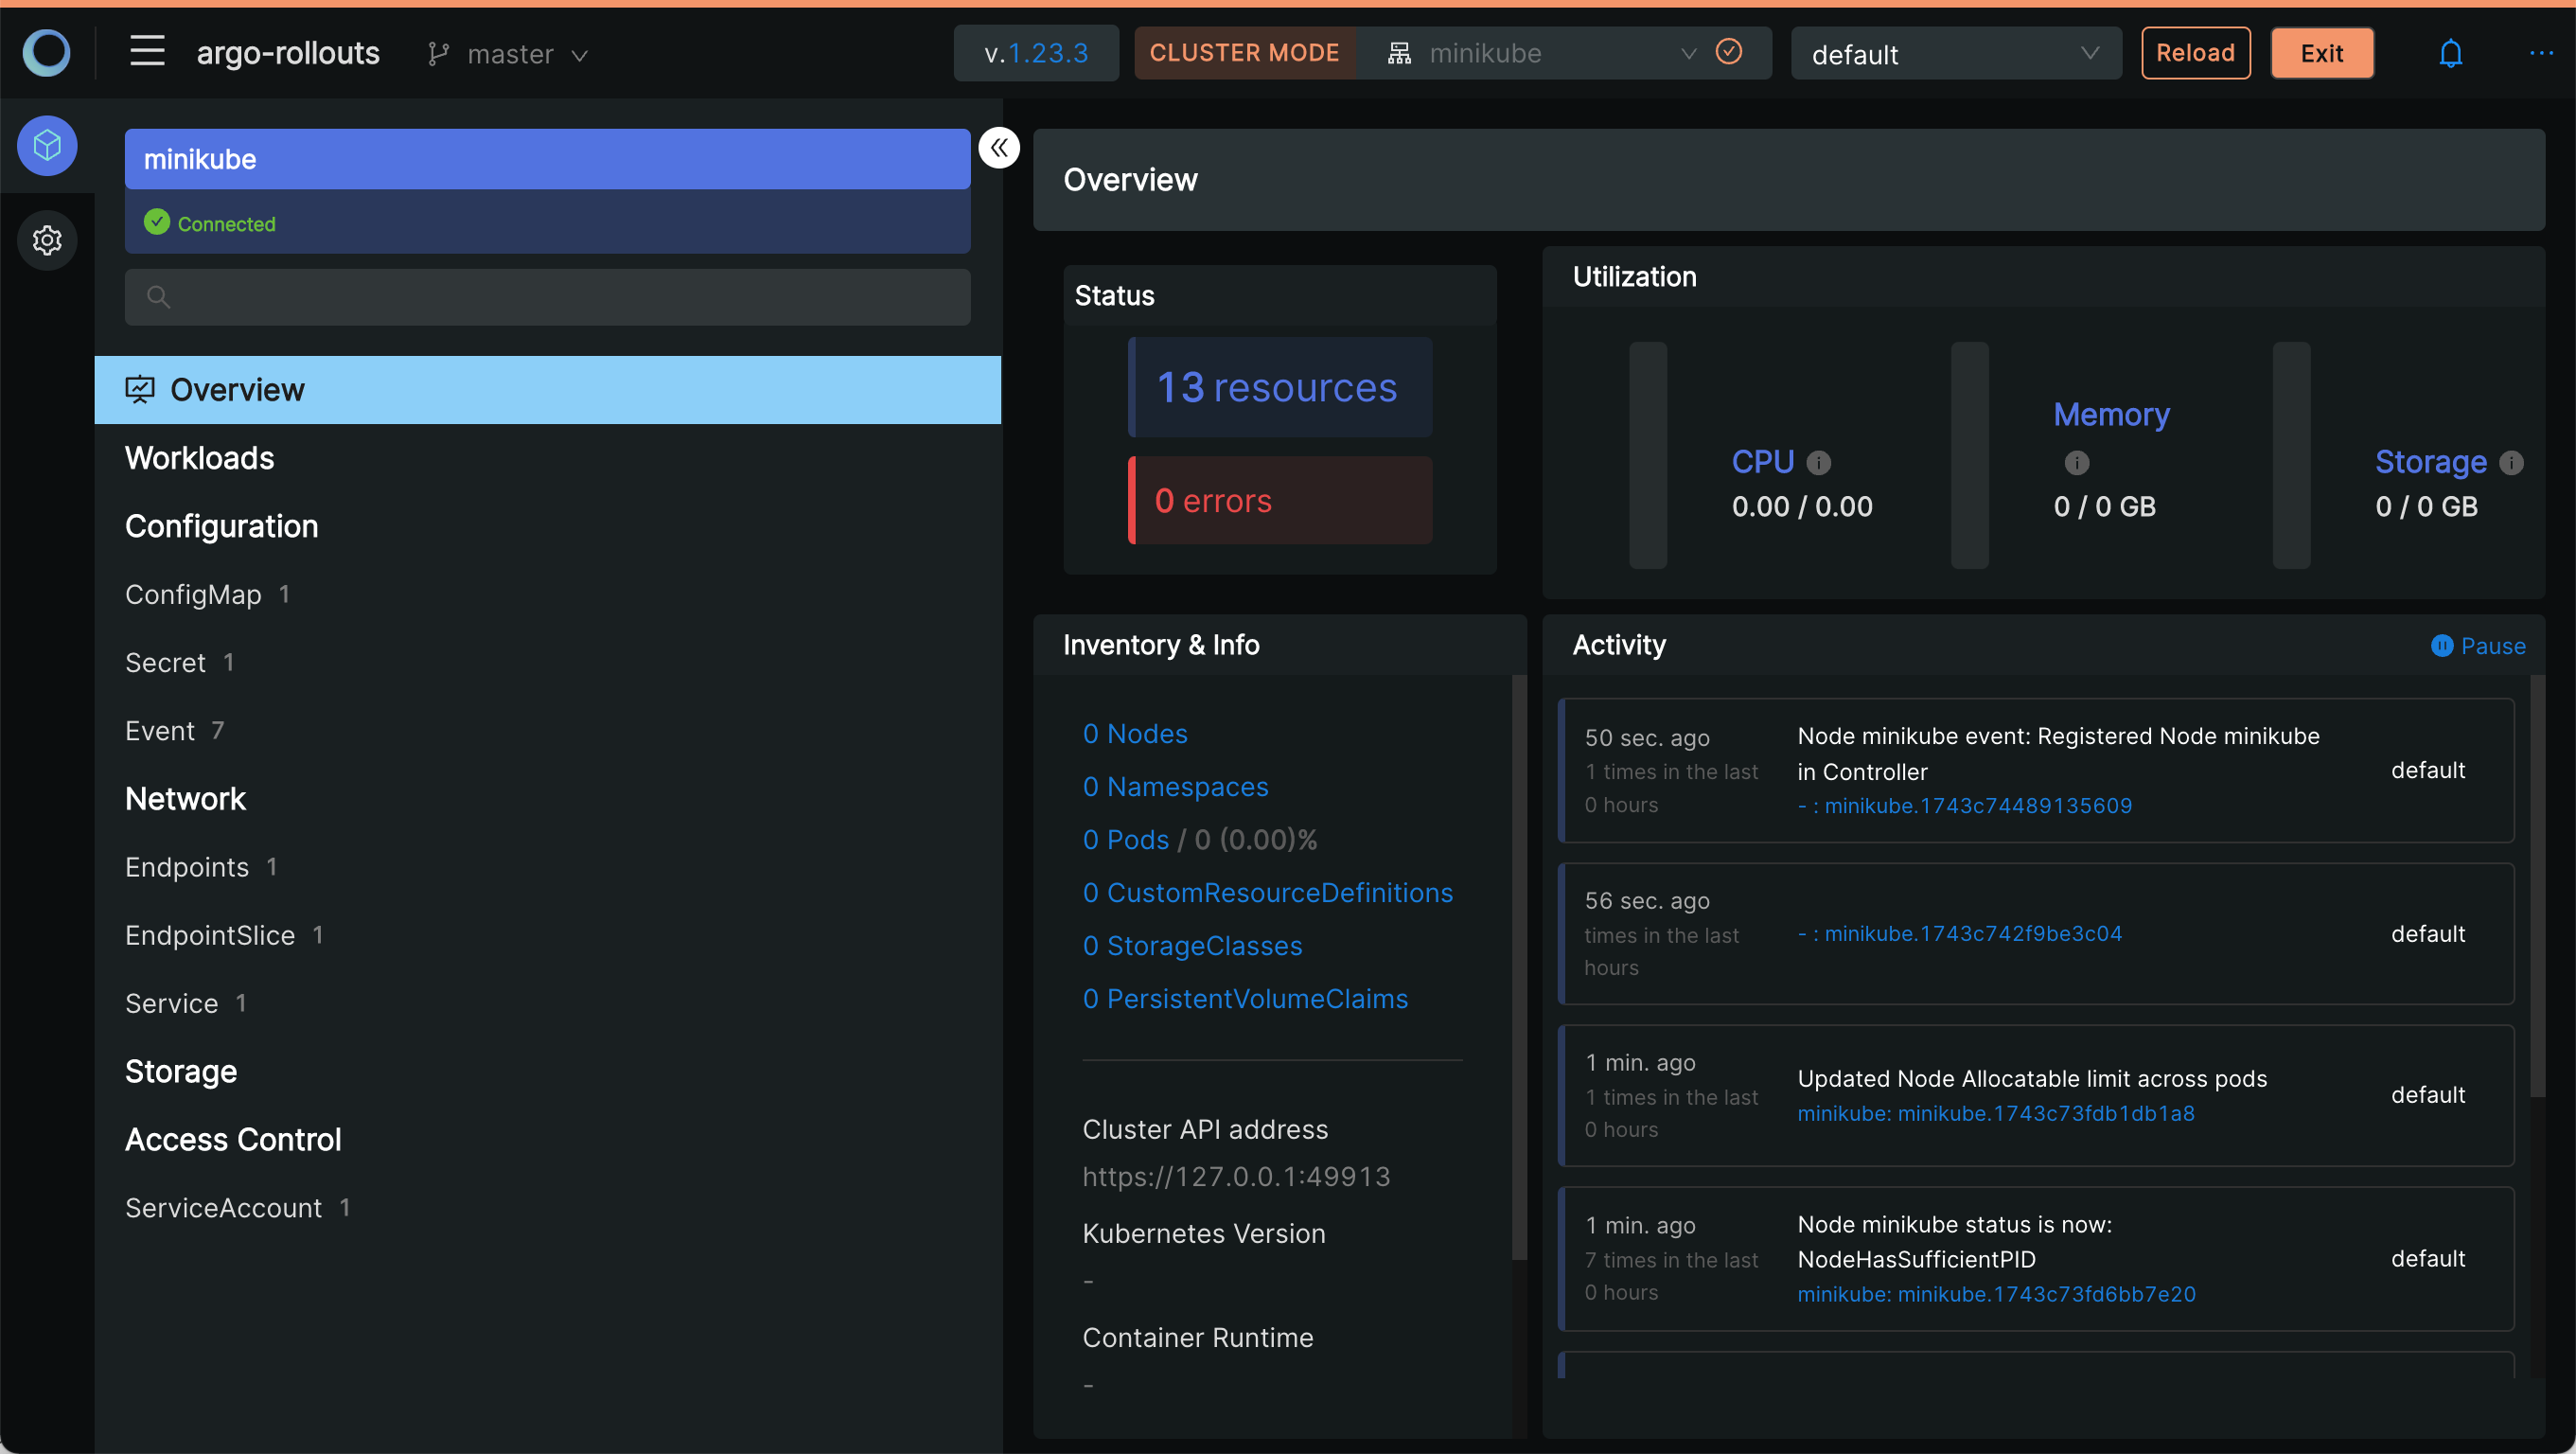 argo-rollouts master v.1.23.3 CLUSTER MODE minikube default Reload Exit
minikube
Connected
Overview
Workloads
Configuration
ConfigMap 1
Secret 1
Event 7
Network
Endpoints 1
EndpointSlice 1
Service 1
Storage
Access Control
ServiceAccount 1
Overview
Status
13 resources
0 errors
Utilization
CPU
0.00 / 0.00
Memory
0 / 0 GB
Storage
0 / 0 GB
Inventory & Info
0 Nodes
0 Namespaces
0 Pods / 0 (0.00)%
0 CustomResourceDefinitions
0 StorageClasses
0 PersistentVolumeClaims
Cluster API address
https://127.0.0.1:49913
Kubernetes Version
-
Container Runtime
-
Activity
Pause
50 sec. ago
1 times in the last
0 hours
Node minikube event: Registered Node minikube
in Controller
- : minikube.1743c74489135609
default
56 sec. ago
times in the last
hours
- : minikube.1743c742f9be3c04
default
1 min. ago
1 times in the last
0 hours
Updated Node Allocatable limit across pods
minikube: minikube.1743c73fdb1db1a8
default
1 min. ago
7 times in the last
0 hours
Node minikube status is now:
NodeHasSufficientPID
minikube: minikube.1743c73fd6bb7e20
default